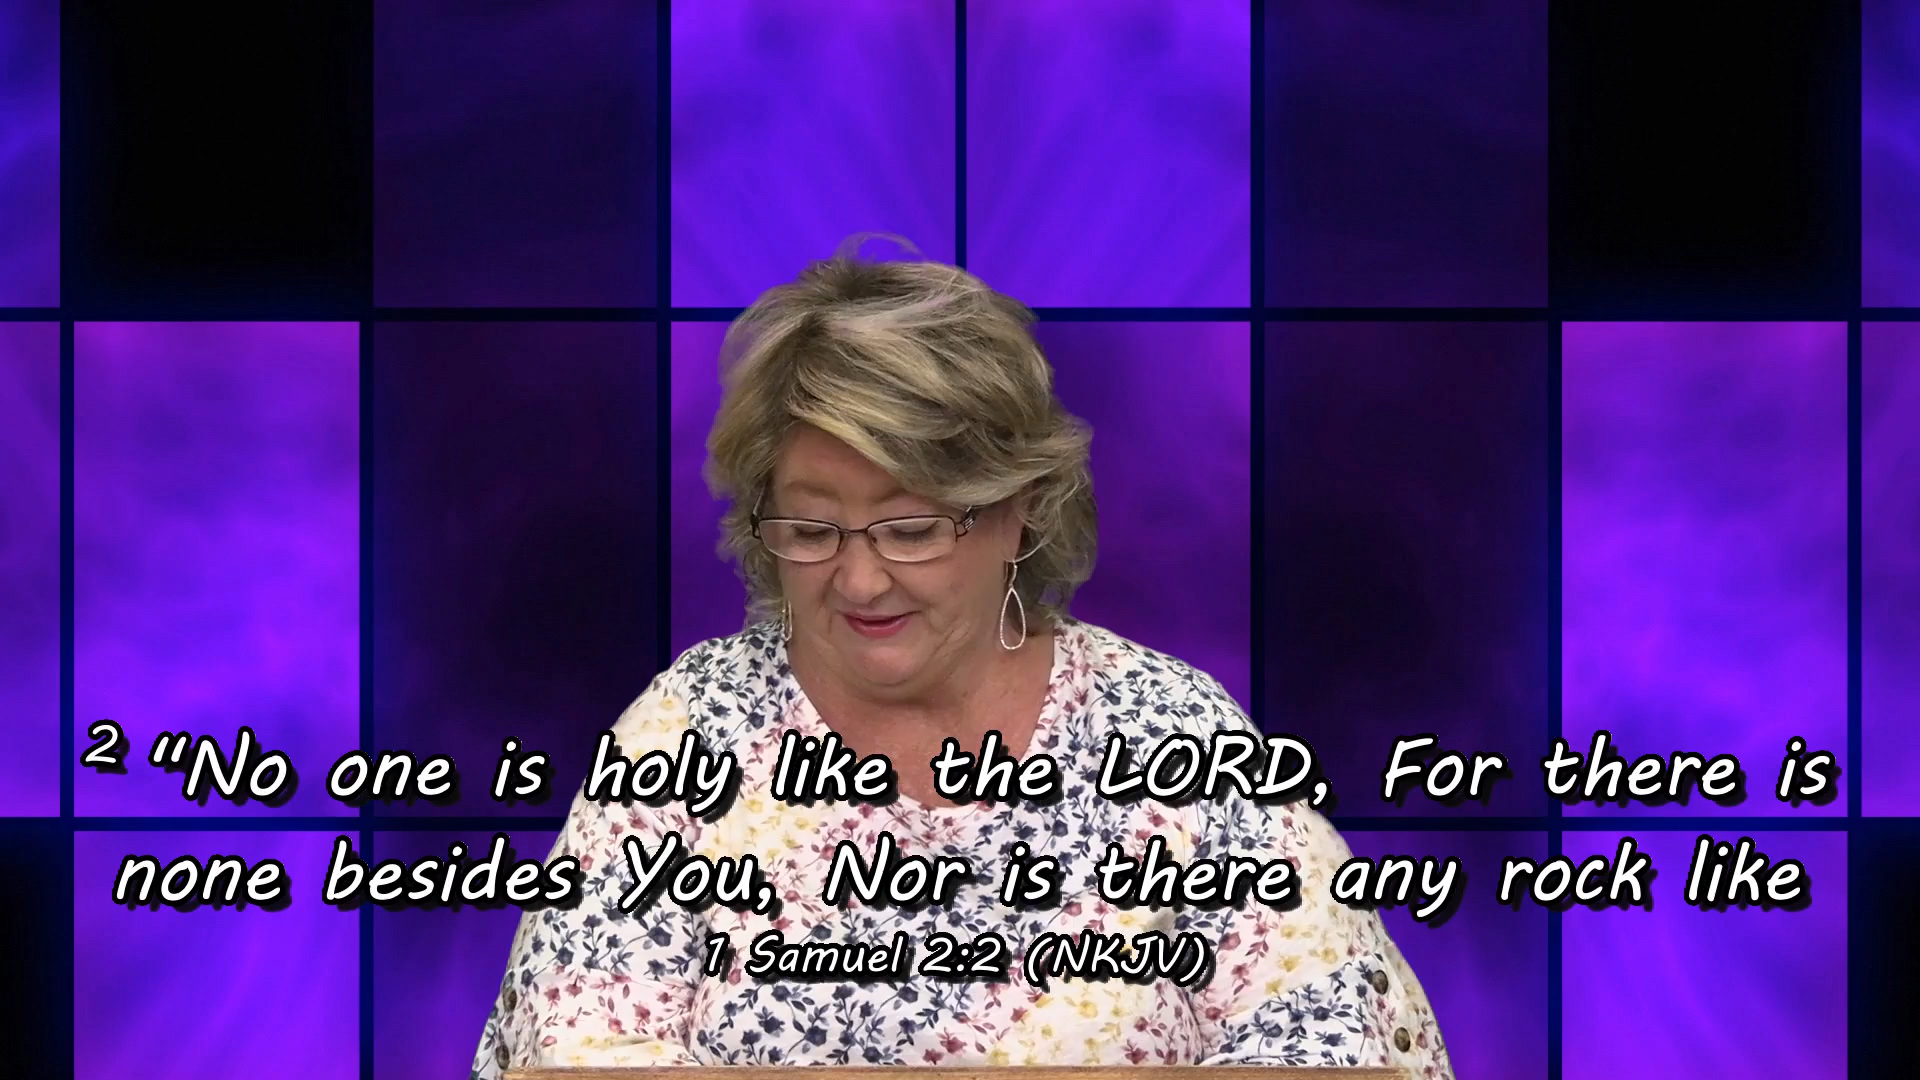 2 “No one is holy like the LORD, For there is
none besides You, Nor is there any rock like
1 Samuel 2:2 (NKJV)